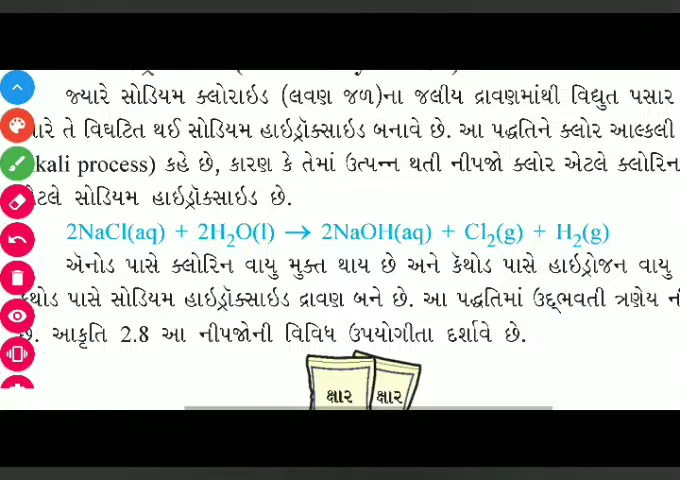 જ્યારે સોડિયમ ક્લોરાઇડ (લવણ જળ)ના જલીય દ્રાવણમાંથી વિદ્યુત પસાર
તે વિઘટિત થઈ સોડિયમ હાઇડ્રૉક્સાઇડ બનાવે છે. આ પદ્ધતિને ક્લોર આલ્કલી
kali process) કહે છે, કારણ કે તેમાં ઉત્પન્ન થતી નીપજો ક્લોર એટલે ક્લોરિન
સોડિયમ હાઇડ્રૉક્સાઇડ છે.
2NaCl(aq) + 2H₂O(l) → 2NaOH(aq) + Cl₂(g) + H₂(g)
ઍનોડ પાસે ક્લોરિન વાયુ મુક્ત થાય છે અને કૅથોડ પાસે હાઇડ્રોજન વાયુ
કૅથોડ પાસે સોડિયમ હાઇડ્રૉક્સાઇડ દ્રાવણ બને છે. આ પદ્ધતિમાં ઉદ્ભવતી ત્રણેય
છે. આકૃતિ 2.8 આ નીપજોની વિવિધ ઉપયોગીતા દર્શાવે છે.
ક્ષાર ક્ષાર